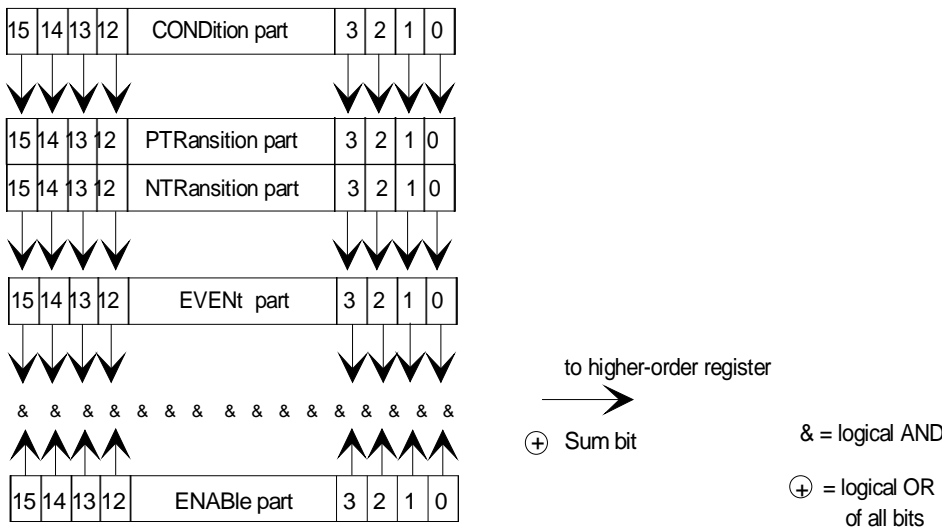 15 14 13 12 CONDition part 3 2 1 0
15 14 13 12 PTRansition part 3 2 1 0
15 14 13 12 NTRansition part 3 2 1 0
15 14 13 12 EVENt part 3 2 1 0
to higher-order register
& & & & & & & & & & & & & & & &
+ Sum bit
& = logical AND
15 14 13 12 ENABle part 3 2 1 0
+ = logical OR
of all bits